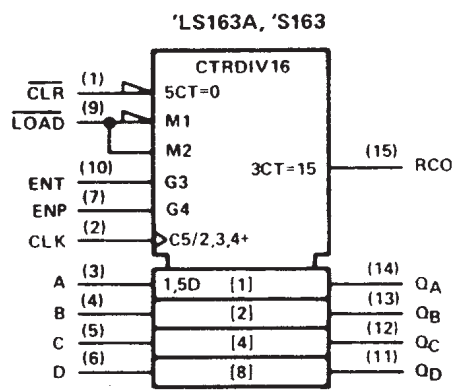 'LS163A, 'S163
CTRDIV16
CLR (1) 5CT=0
LOAD (9) M1
M2
3CT=15 (15) RCO
ENT (10) G3
ENP (7) G4
CLK (2) C5/2,3,4+
A (3) 1,5D [1] (14) QA
B (4) [2] (13) QB
C (5) [4] (12) QC
D (6) [8] (11) QD